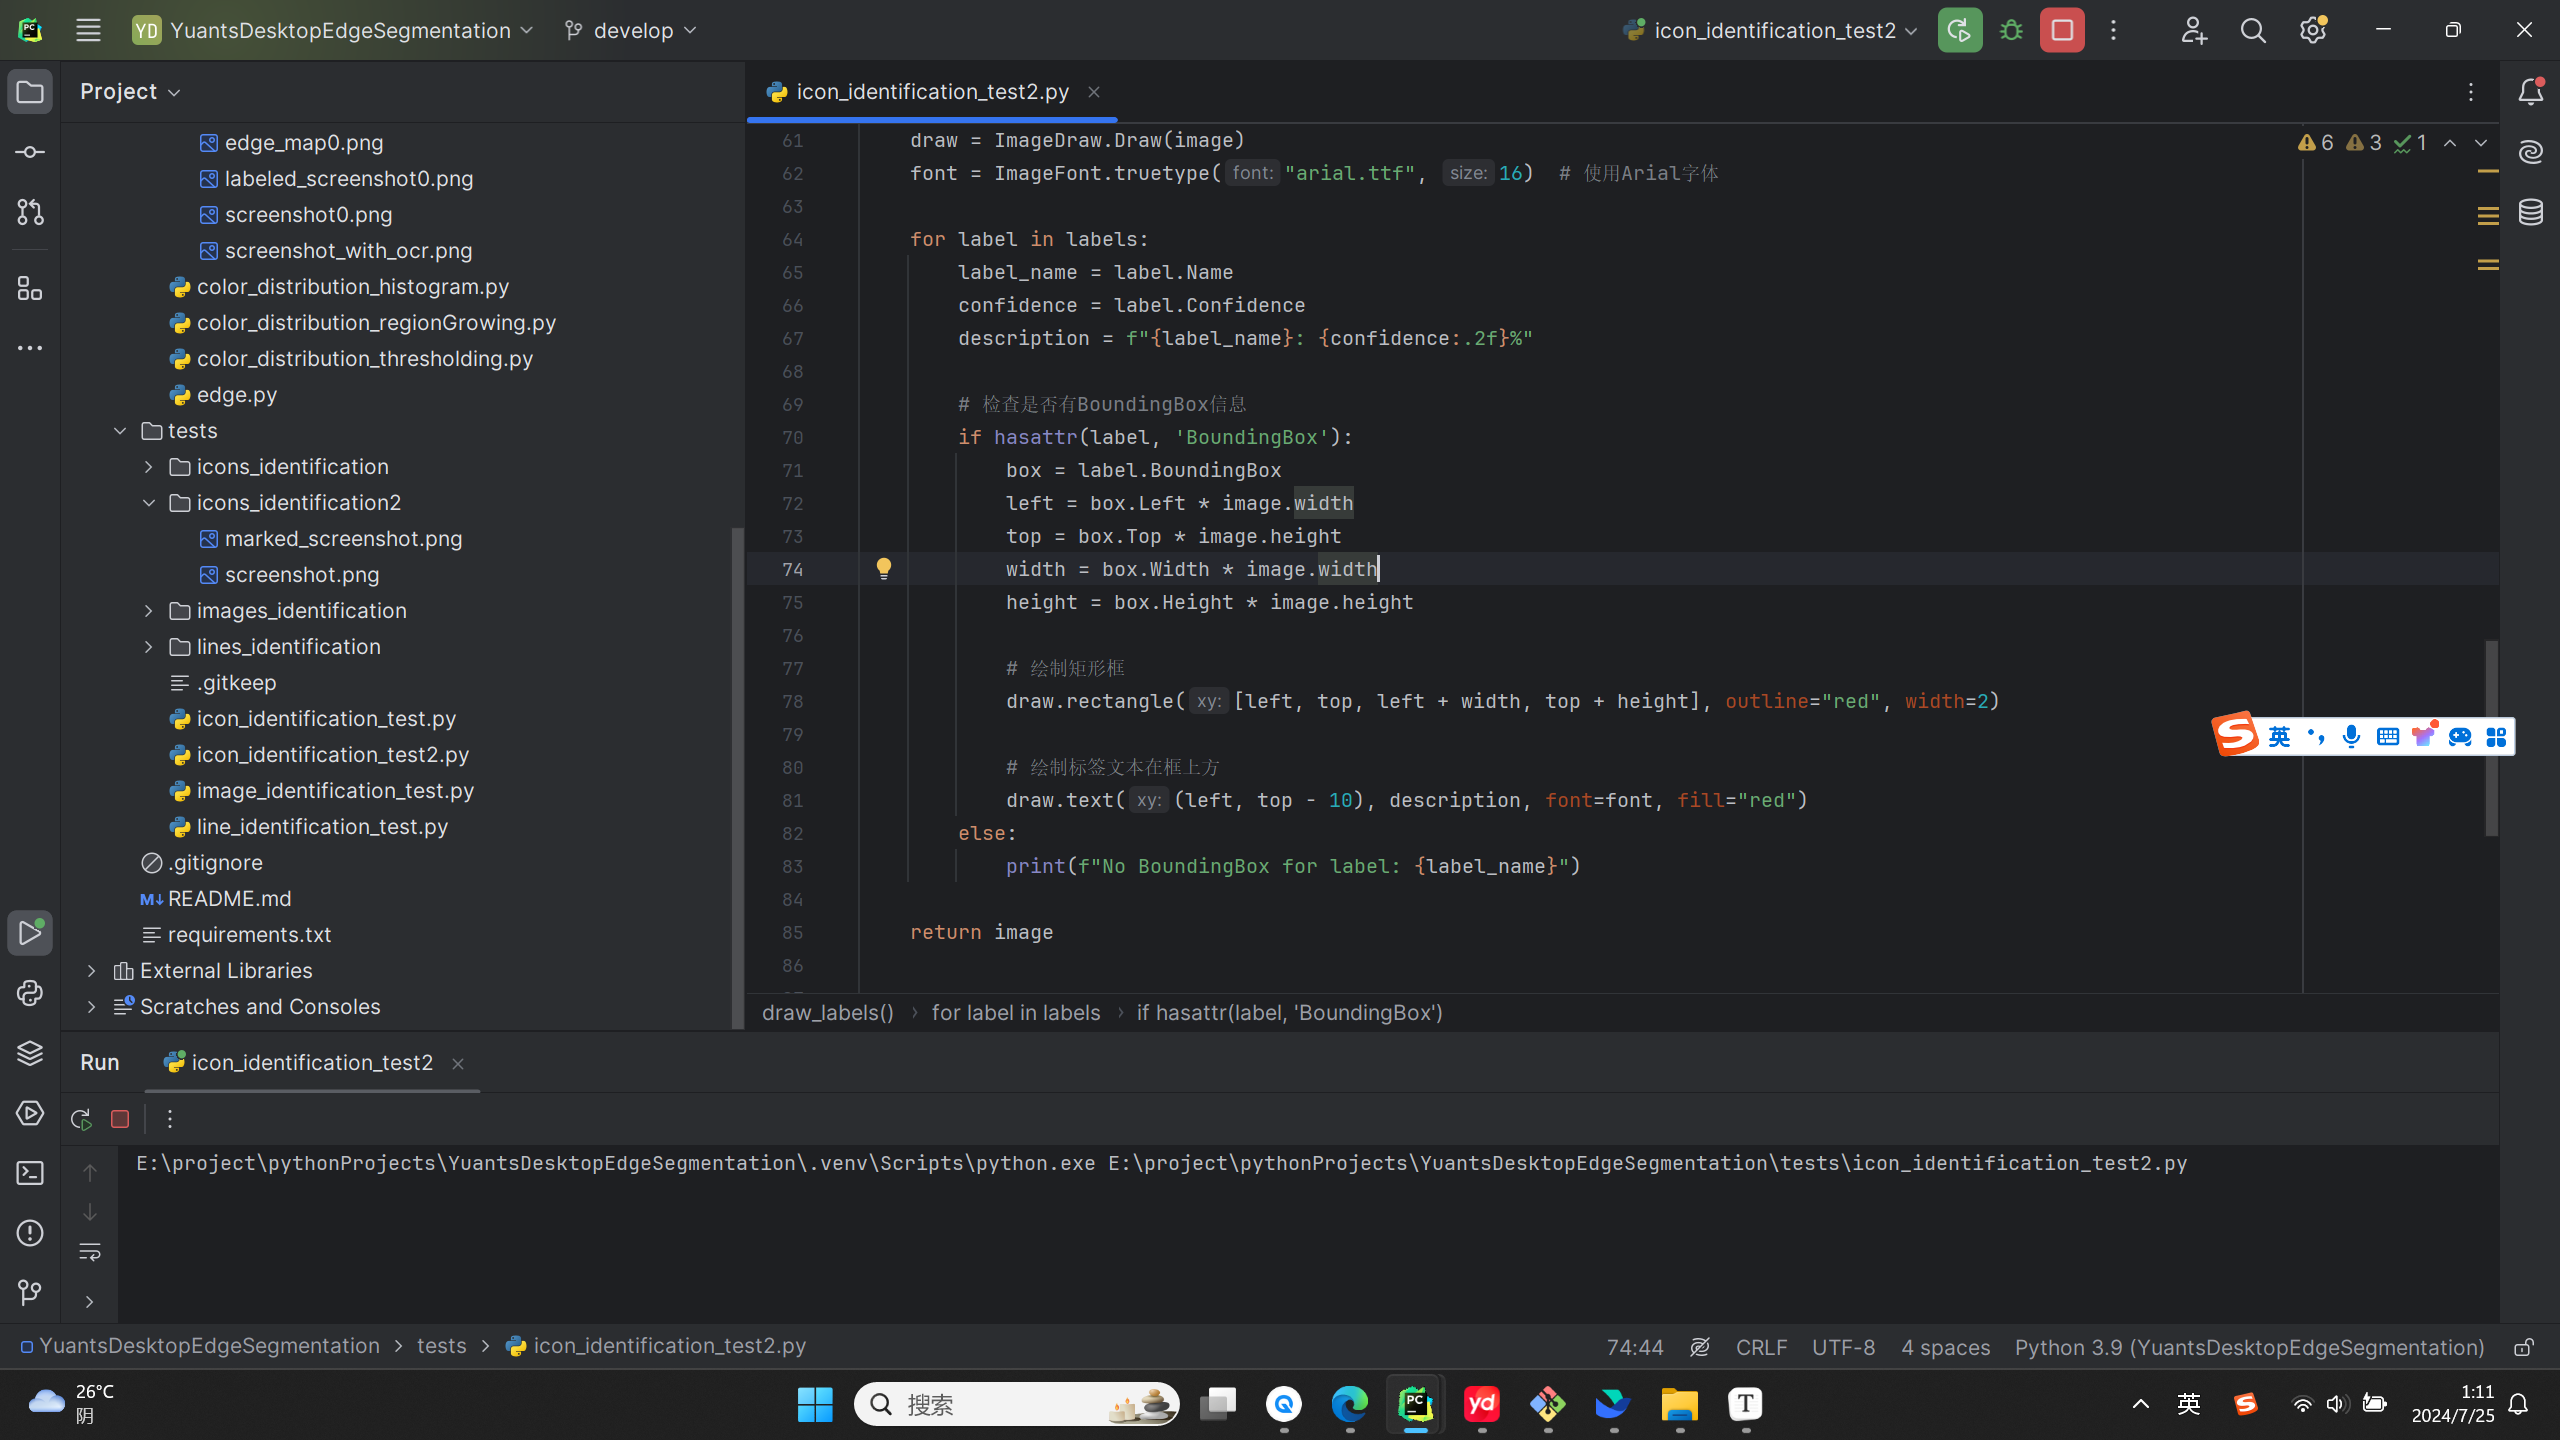 YD YuantsDesktopEdgeSegmentation develop icon_identification_test2
Project
edge_map0.png
labeled_screenshot0.png
screenshot0.png
screenshot_with_ocr.png
color_distribution_histogram.py
color_distribution_regionGrowing.py
color_distribution_thresholding.py
edge.py
tests
icons_identification
icons_identification2
marked_screenshot.png
screenshot.png
images_identification
lines_identification
.gitkeep
icon_identification_test.py
icon_identification_test2.py
image_identification_test.py
line_identification_test.py
.gitignore
README.md
requirements.txt
External Libraries
Scratches and Consoles
icon_identification_test2.py
6 3 1
61 draw = ImageDraw.Draw(image)
62 font = ImageFont.truetype( font: "arial.ttf", size: 16) # 使用Arial字体
63
64 for label in labels:
65 label_name = label.Name
66 confidence = label.Confidence
67 description = f"{label_name}: {confidence:.2f}%"
68
69 # 检查是否有BoundingBox信息
70 if hasattr(label, 'BoundingBox'):
71 box = label.BoundingBox
72 left = box.Left * image.width
73 top = box.Top * image.height
74 width = box.Width * image.width
75 height = box.Height * image.height
76
77 # 绘制矩形框
78 draw.rectangle( xy: [left, top, left + width, top + height], outline="red", width=2)
79
80 # 绘制标签文本在框上方
81 draw.text( xy: (left, top - 10), description, font=font, fill="red")
82 else:
83 print(f"No BoundingBox for label: {label_name}")
84
85 return image
86
draw_labels() › for label in labels › if hasattr(label, 'BoundingBox')
英
Run icon_identification_test2
E:\project\pythonProjects\YuantsDesktopEdgeSegmentation\.venv\Scripts\python.exe E:\project\pythonProjects\YuantsDesktopEdgeSegmentation\tests\icon_identification_test2.py
YuantsDesktopEdgeSegmentation › tests › icon_identification_test2.py
74:44 CRLF UTF-8 4 spaces Python 3.9 (YuantsDesktopEdgeSegmentation)
26°C
阴
搜索
英
1:11
2024/7/25